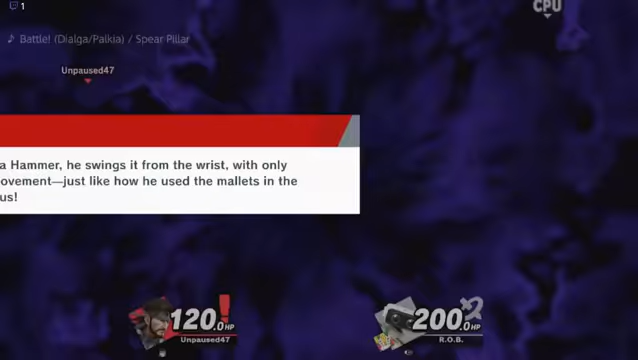 1
CPU
♪ Battle! (Dialga/Palkia) / Spear Pillar
Unpaused47
a Hammer, he swings it from the wrist, with only
ovement—just like how he used the mallets in the
us!
120.0HP
Unpaused47
200.0HP
R.O.B.